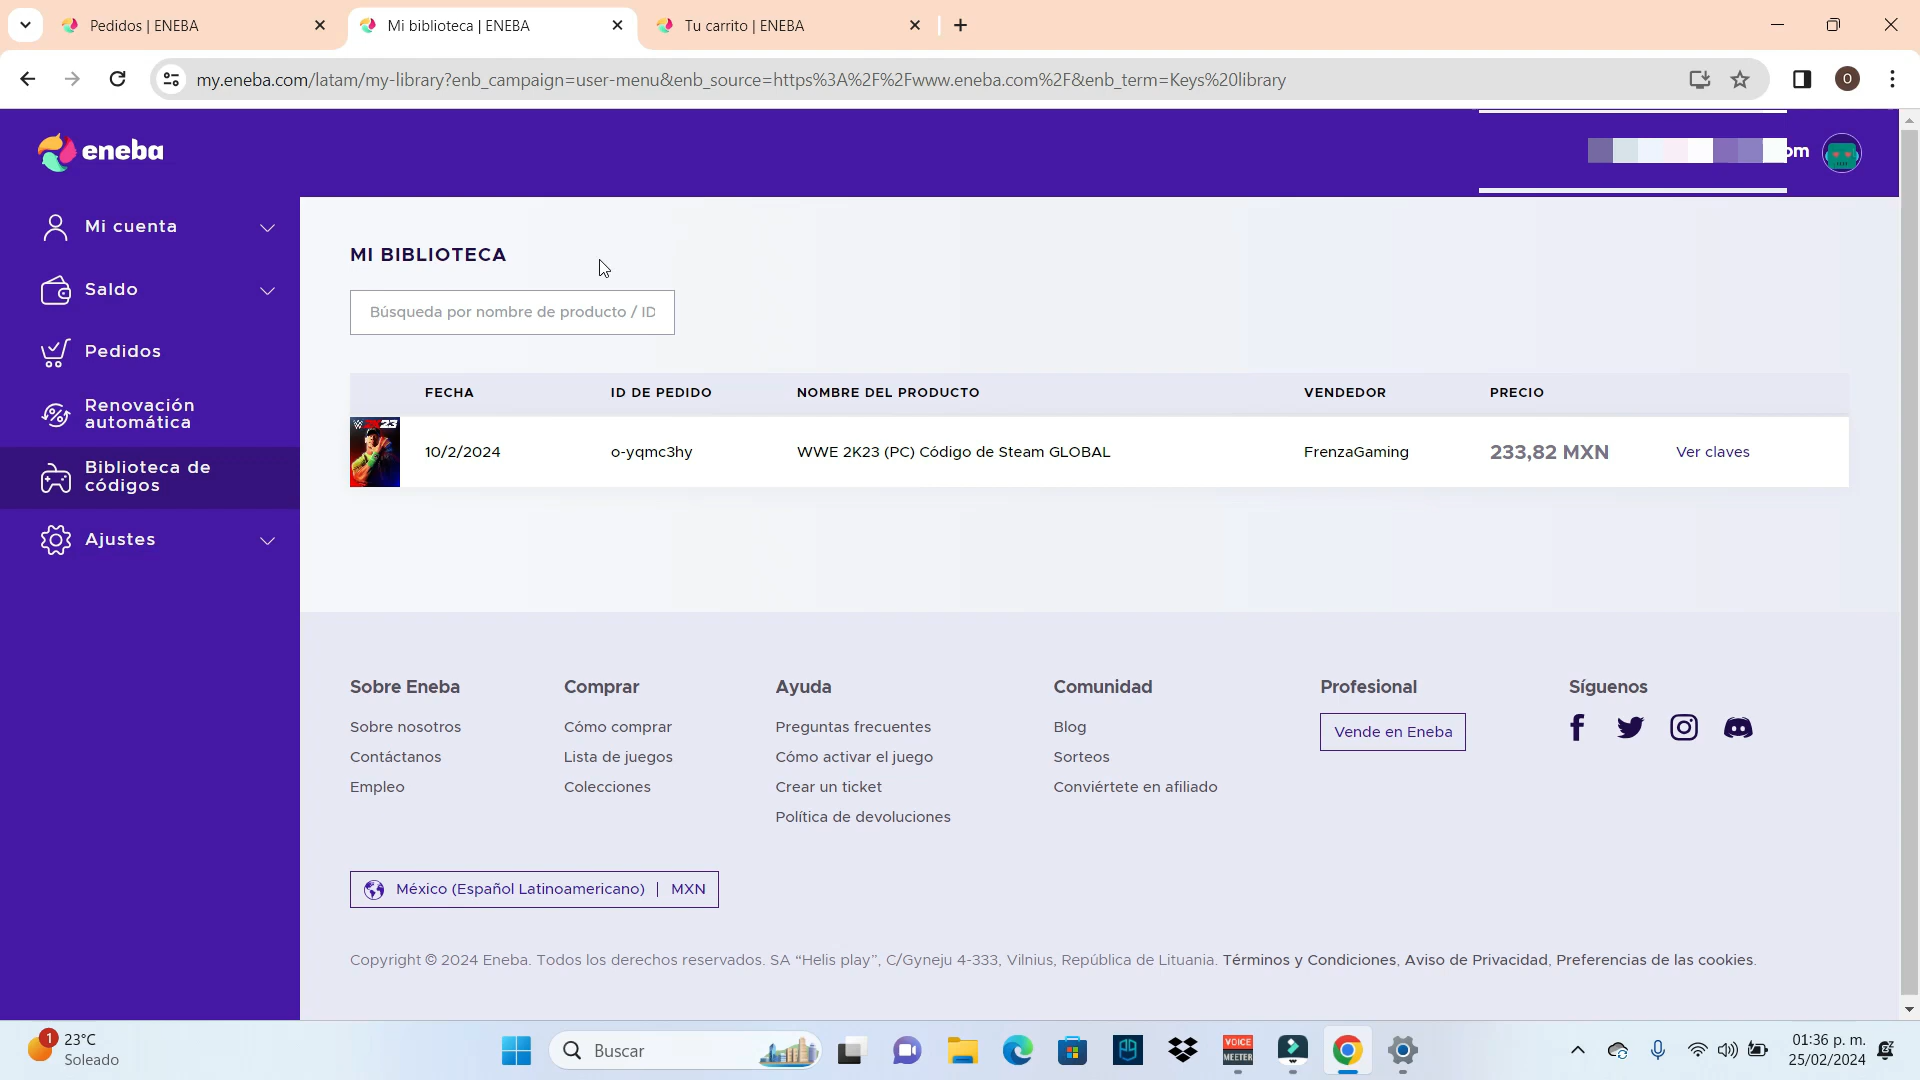 Pedidos | ENEBA
Mi biblioteca | ENEBA
Tu carrito | ENEBA
my.eneba.com/latam/my-library?enb_campaign=user-menu&enb_source=https%3A%2F%2Fwww.eneba.com%2F&enb_term=Keys%20library
O
eneba
om
Mi cuenta
Saldo
Pedidos
Renovación
automática
Biblioteca de
códigos
Ajustes
MI BIBLIOTECA
Búsqueda por nombre de producto / ID
FECHA ID DE PEDIDO NOMBRE DEL PRODUCTO VENDEDOR PRECIO
2K23
10/2/2024 o-yqmc3hy WWE 2K23 (PC) Código de Steam GLOBAL FrenzaGaming 233,82 MXN Ver claves
Sobre Eneba
Sobre nosotros
Contáctanos
Empleo
Comprar
Cómo comprar
Lista de juegos
Colecciones
Ayuda
Preguntas frecuentes
Cómo activar el juego
Crear un ticket
Política de devoluciones
Comunidad
Blog
Sorteos
Conviértete en afiliado
Profesional
Vende en Eneba
Síguenos
México (Español Latinoamericano) | MXN
Copyright © 2024 Eneba. Todos los derechos reservados. SA “Helis play”, C/Gyneju 4-333, Vilnius, República de Lituania. Términos y Condiciones, Aviso de Privacidad, Preferencias de las cookies.
1
23°C
Soleado
Buscar
VOICE
MEETER
01:36 p. m.
25/02/2024